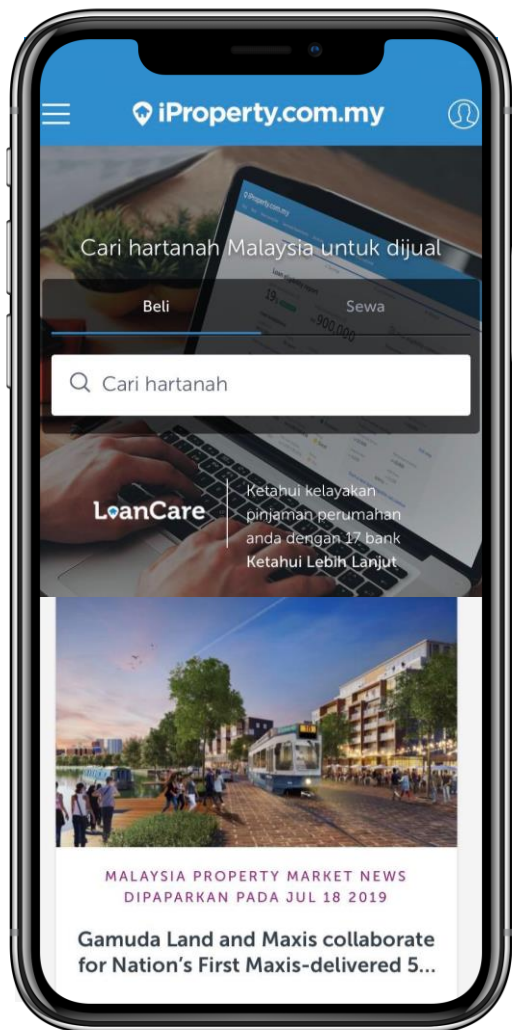 iProperty.com.my
Cari hartanah Malaysia untuk dijual
Beli
Sewa
Cari hartanah
LoanCare
Ketahui kelayakan
pinjaman perumahan
anda dengan 17 bank
Ketahui Lebih Lanjut
MALAYSIA PROPERTY MARKET NEWS
DIPAPARKAN PADA JUL 18 2019
Gamuda Land and Maxis collaborate
for Nation's First Maxis-delivered 5...